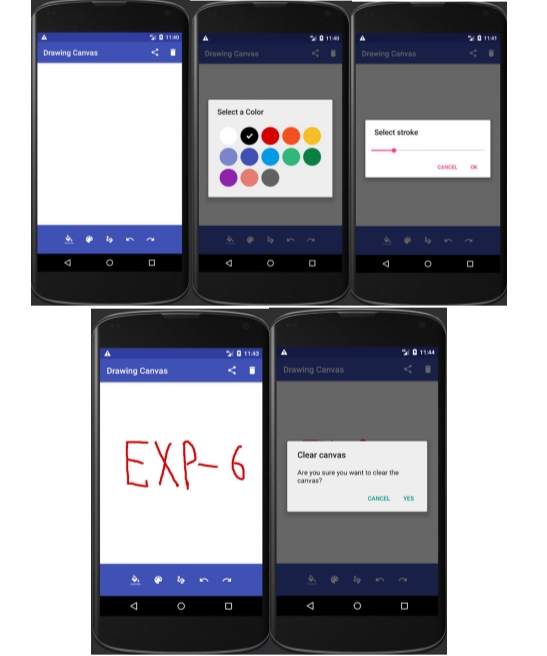 11:40
Drawing Canvas
11:40
Drawing Canvas
Select a Color
11:41
Drawing Canvas
Select stroke
CANCEL OK
11:43
Drawing Canvas
EXP-6
11:44
Drawing Canvas
Clear canvas
Are you sure you want to clear the
canvas?
CANCEL YES